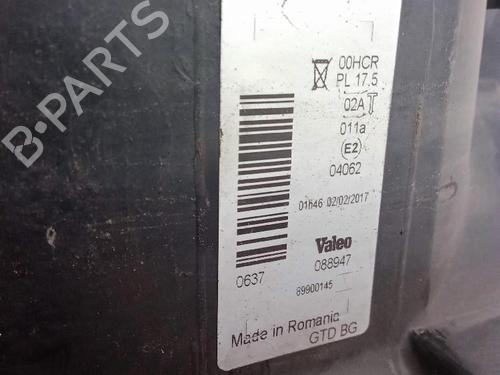 B-PARTS
00HCR
PL 17.5
02A T
011a
E2
04062
01h46 02/02/2017
Valeo
0637
088947
89900145
Made in Romania
GTD BG